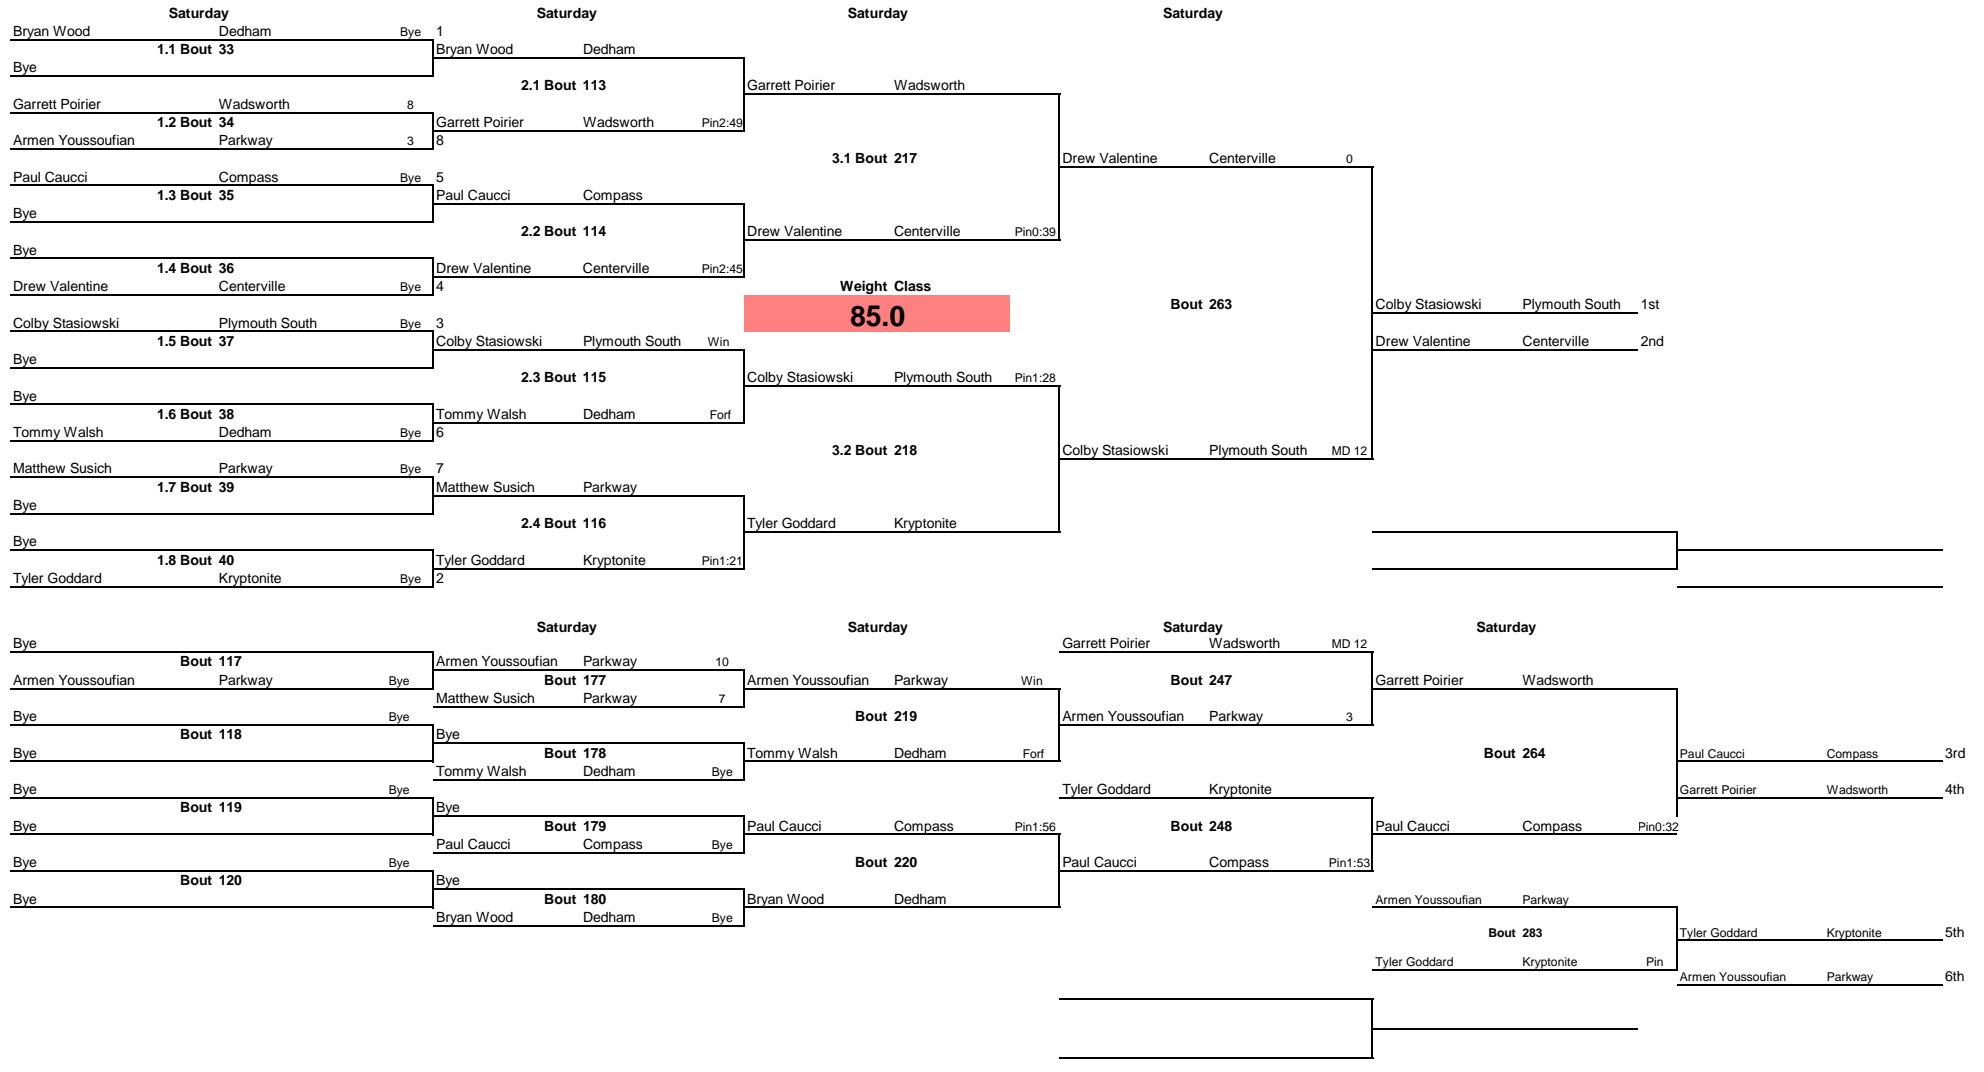 Saturday Saturday Saturday Saturday
Bryan Wood Dedham Bye 1
1.1 Bout 33 Bryan Wood Dedham
Bye
2.1 Bout 113 Garrett Poirier Wadsworth
Garrett Poirier Wadsworth 8
1.2 Bout 34 Garrett Poirier Wadsworth Pin2:49
Armen Youssoufian Parkway 3 8
3.1 Bout 217 Drew Valentine Centerville 0
Paul Caucci Compass Bye 5
1.3 Bout 35 Paul Caucci Compass
Bye
2.2 Bout 114 Drew Valentine Centerville Pin0:39
Bye
1.4 Bout 36 Drew Valentine Centerville Pin2:45
Drew Valentine Centerville Bye 4 Weight Class
Bout 263 Colby Stasiowski Plymouth South 1st
85.0
Colby Stasiowski Plymouth South Bye 3
1.5 Bout 37 Colby Stasiowski Plymouth South Win Drew Valentine Centerville 2nd
Bye
2.3 Bout 115 Colby Stasiowski Plymouth South Pin1:28
Bye
1.6 Bout 38 Tommy Walsh Dedham Forf
Tommy Walsh Dedham Bye 6
3.2 Bout 218 Colby Stasiowski Plymouth South MD 12
Matthew Susich Parkway Bye 7
1.7 Bout 39 Matthew Susich Parkway
Bye
2.4 Bout 116 Tyler Goddard Kryptonite
Bye
1.8 Bout 40 Tyler Goddard Kryptonite Pin1:21
Tyler Goddard Kryptonite Bye 2
Saturday Saturday Saturday Saturday
Bye Garrett Poirier Wadsworth MD 12
Bout 117 Armen Youssoufian Parkway 10
Armen Youssoufian Parkway Bye Bout 177 Armen Youssoufian Parkway Win Bout 247 Garrett Poirier Wadsworth
Matthew Susich Parkway 7
Bye Bye Bout 219 Armen Youssoufian Parkway 3
Bout 118 Bye
Bye Bout 178 Tommy Walsh Dedham Forf Bout 264 Paul Caucci Compass 3rd
Tommy Walsh Dedham Bye
Bye Bye Tyler Goddard Kryptonite Garrett Poirier Wadsworth 4th
Bout 119 Bye
Bye Bout 179 Paul Caucci Compass Pin1:56 Bout 248 Paul Caucci Compass Pin0:32
Paul Caucci Compass Bye
Bye Bye Bout 220 Paul Caucci Compass Pin1:53
Bout 120 Bye
Bye Bout 180 Bryan Wood Dedham Armen Youssoufian Parkway
Bryan Wood Dedham Bye
Bout 283 Tyler Goddard Kryptonite 5th
Tyler Goddard Kryptonite Pin
Armen Youssoufian Parkway 6th